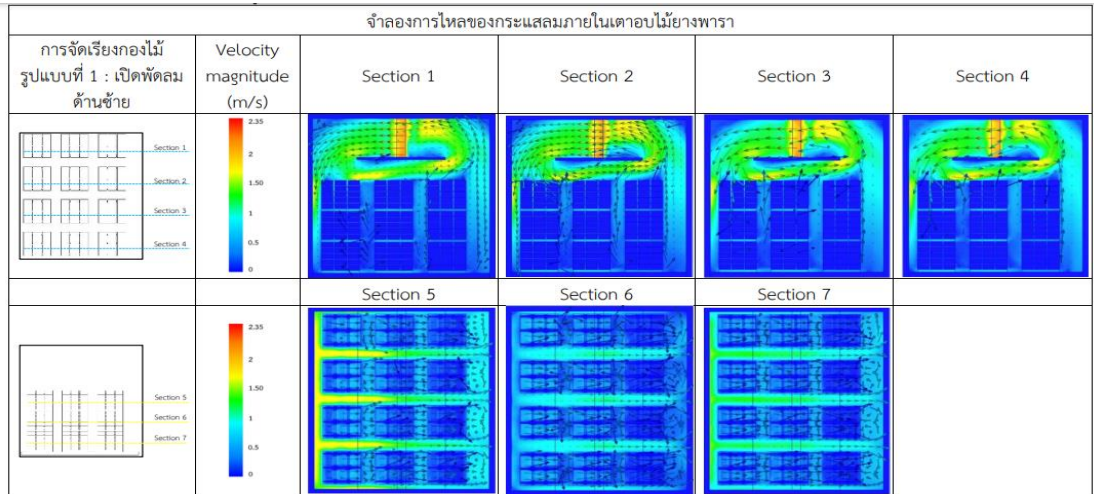 จำลองการไหลของกระแสลมภายในเตาอบไม้ยางพารา
การจัดเรียงกองไม้
รูปแบบที่ 1 : เปิดพัดลม
ด้านซ้าย
Velocity
magnitude
(m/s)
Section 1
Section 2
Section 3
Section 4
Section 1
Section 2
Section 3
Section 4
2.35
2
1.50
1
0.5
0
Section 5
Section 6
Section 7
Section 5
Section 6
Section 7
2.35
2
1.50
1
0.5
0